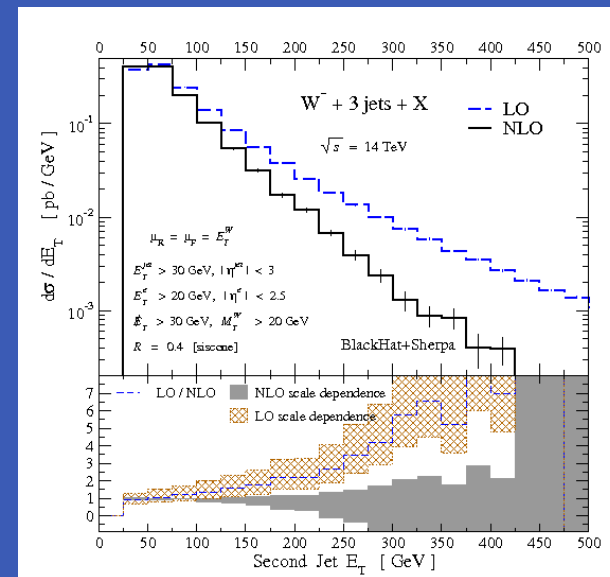 0 50 100 150 200 250 300 350 400 450 500
W⁻ + 3 jets + X
LO
NLO
√s = 14 TeV
10⁻¹
10⁻²
10⁻³
dσ / dE_T [ pb / GeV ]
μ_R = μ_F = E_T^W
E_T^jet > 30 GeV, | η^jet | < 3
E_T^e > 20 GeV, | η^e | < 2.5
E̸_T > 30 GeV, M_T^W > 20 GeV
R = 0.4 [siscone]
BlackHat+Sherpa
LO / NLO
NLO scale dependence
LO scale dependence
7
6
5
4
3
2
1
0
0 50 100 150 200 250 300 350 400 450 500
Second Jet E_T [ GeV ]